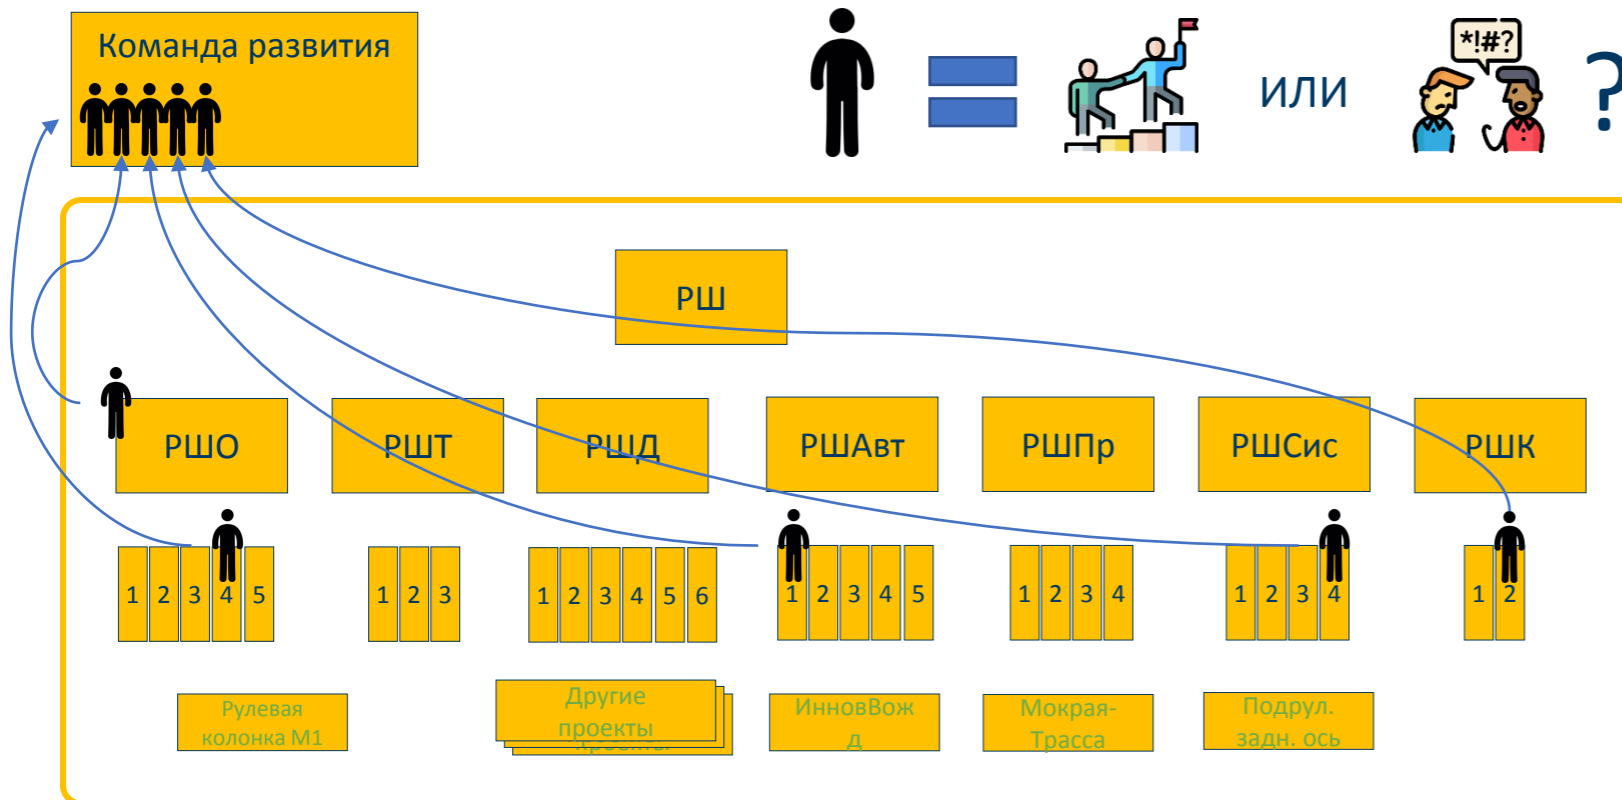 Команда развития
*!#?
ИЛИ
?
РШ
РШО РШТ РШД РШАвт РШПр РШСис РШК
1 2 3 4 5 1 2 3 1 2 3 4 5 6 1 2 3 4 5 1 2 3 4 1 2 3 4 1 2
Рулевая
колонка М1
Другие
проекты
проекты
ИнновВож
д
Мокрая-
Трасса
Подрул.
задн. ось